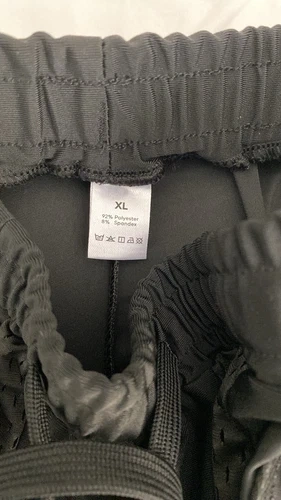 XL
92% Polyester
8% Spandex